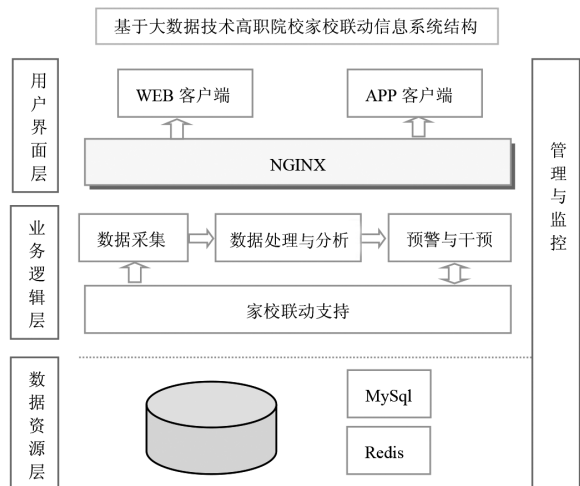 基于大数据技术高职院校家校联动信息系统结构
用户界面层
WEB 客户端
APP 客户端
NGINX
管理与监控
业务逻辑层
数据采集
数据处理与分析
预警与干预
家校联动支持
数据资源层
MySql
Redis